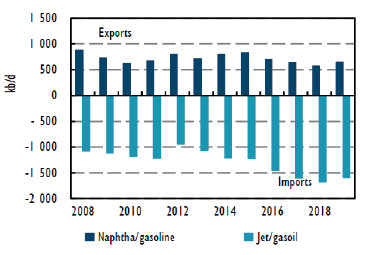 1 500
1 000
500
0
- 500
-1 000
-1 500
-2 000
kb/d
Exports
Imports
2008 2010 2012 2014 2016 2018
Naphtha/gasoline Jet/gasoil